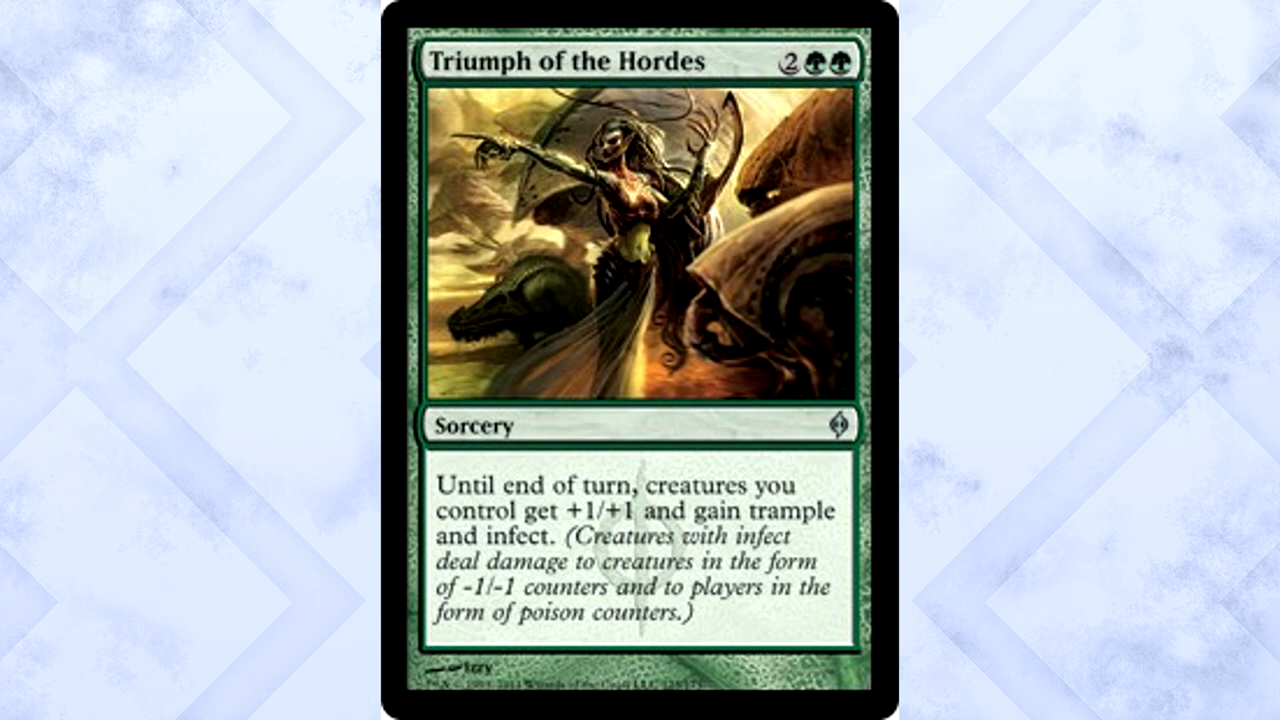 Triumph of the Hordes 2
Sorcery
Until end of turn, creatures you
control get +1/+1 and gain trample
and infect. (Creatures with infect
deal damage to creatures in the form
of -1/-1 counters and to players in the
form of poison counters.)
Izzy